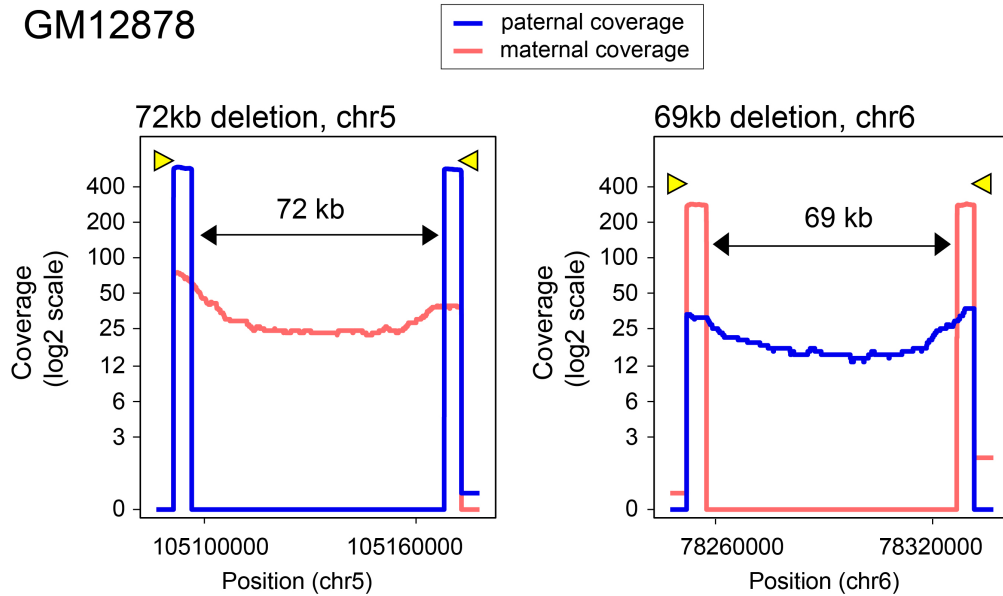 GM12878
paternal coverage
maternal coverage
72kb deletion, chr5
400
200
100
50
25
12
6
3
0
Coverage
(log2 scale)
72 kb
105100000
105160000
Position (chr5)
69kb deletion, chr6
400
200
100
50
25
12
6
3
0
Coverage
(log2 scale)
69 kb
78260000
78320000
Position (chr6)